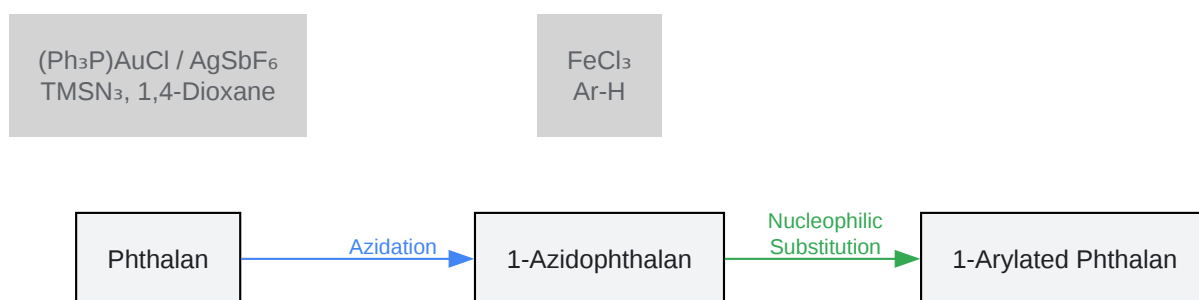 (Ph₃P)AuCl / AgSbF₆
TMSN₃, 1,4-Dioxane
FeCl₃
Ar-H
Phthalan
Azidation
1-Azidophthalan
Nucleophilic
Substitution
1-Arylated Phthalan